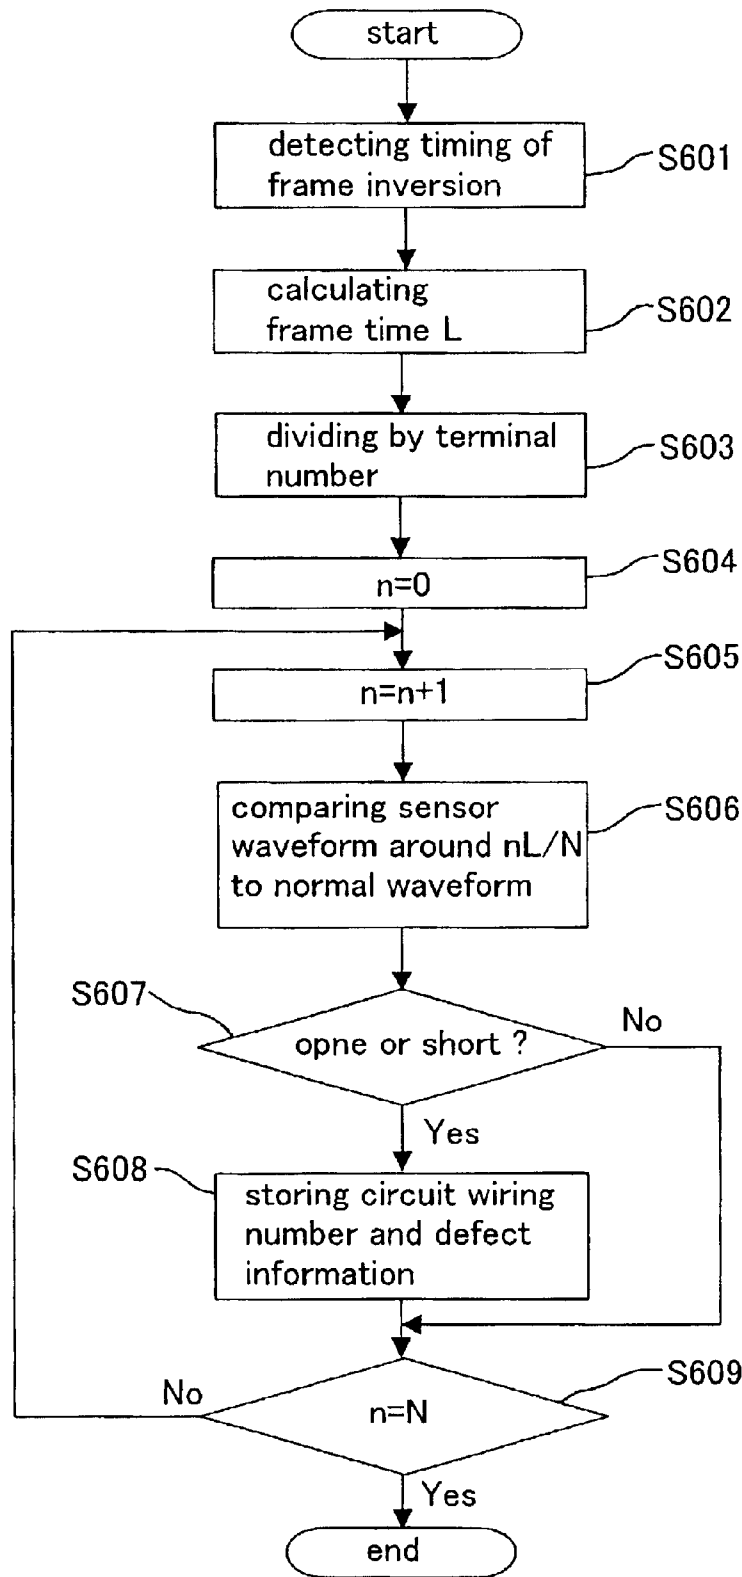 start
detecting timing of
frame inversion
S601
calculating
frame time L
S602
dividing by terminal
number
S603
n=0
S604
n=n+1
S605
comparing sensor
waveform around nL/N
to normal waveform
S606
S607
opne or short ?
No
Yes
S608
storing circuit wiring
number and defect
information
No
n=N
S609
Yes
end